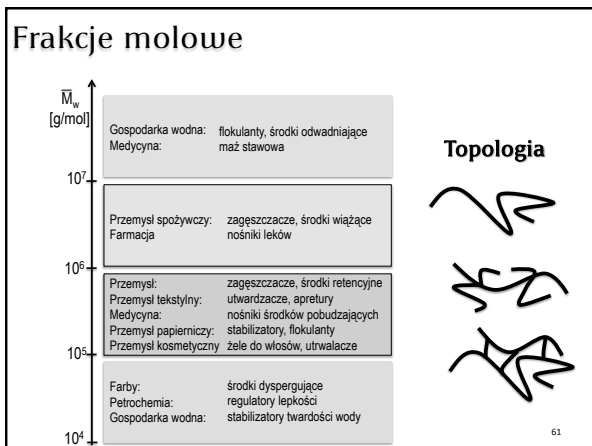 Frakcje molowe
M̅w
[g/mol]
Gospodarka wodna: flokulanty, środki odwadniające
Medycyna: maź stawowa
Topologia
10⁷
Przemysł spożywczy: zagęszczacze, środki wiążące
Farmacja nośniki leków
10⁶
Przemysł: zagęszczacze, środki retencyjne
Przemysł tekstylny: utwardzacze, apretury
Medycyna: nośniki środków pobudzających
Przemysł papierniczy: stabilizatory, flokulanty
Przemysł kosmetyczny żele do włosów, utrwalacze
10⁵
Farby: środki dyspergujące
Petrochemia: regulatory lepkości
Gospodarka wodna: stabilizatory twardości wody
10⁴
61